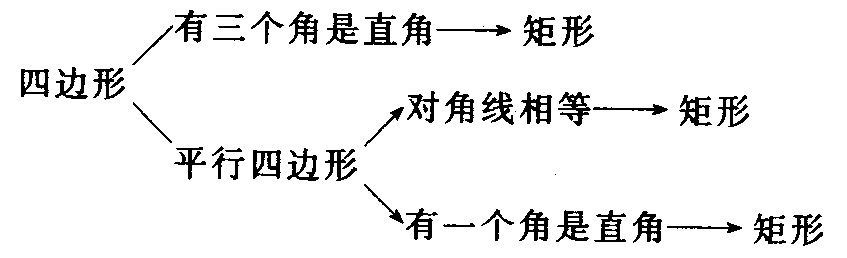 有三个角是直角 矩形
四边形
对角线相等 矩形
平行四边形
有一个角是直角 矩形